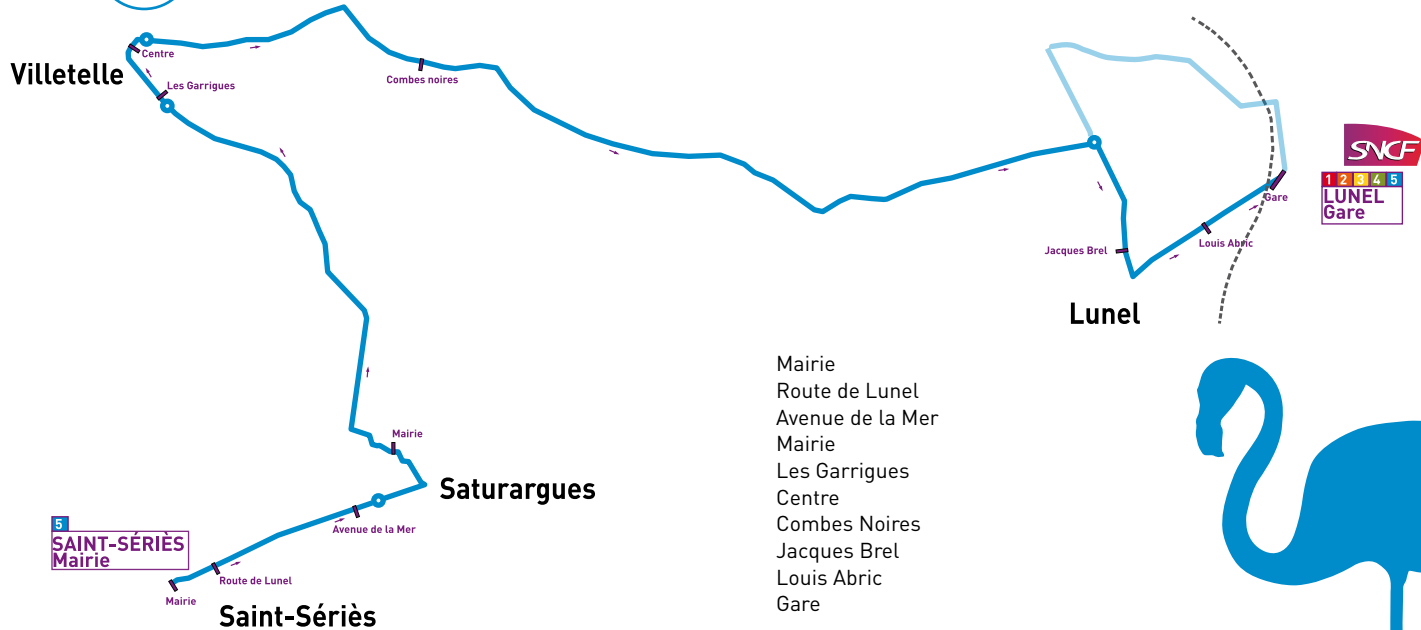 Centre
Villetelle
Les Garrigues
Combes noires
SNCF
1 2 3 4 5
LUNEL
Gare
Gare
Louis Abric
Jacques Brel
Lunel
Mairie
Route de Lunel
Avenue de la Mer
Mairie
Les Garrigues
Centre
Combes Noires
Jacques Brel
Louis Abric
Gare
Mairie
Saturargues
Avenue de la Mer
5
SAINT-SÉRIÈS
Mairie
Route de Lunel
Mairie
Saint-Sériès